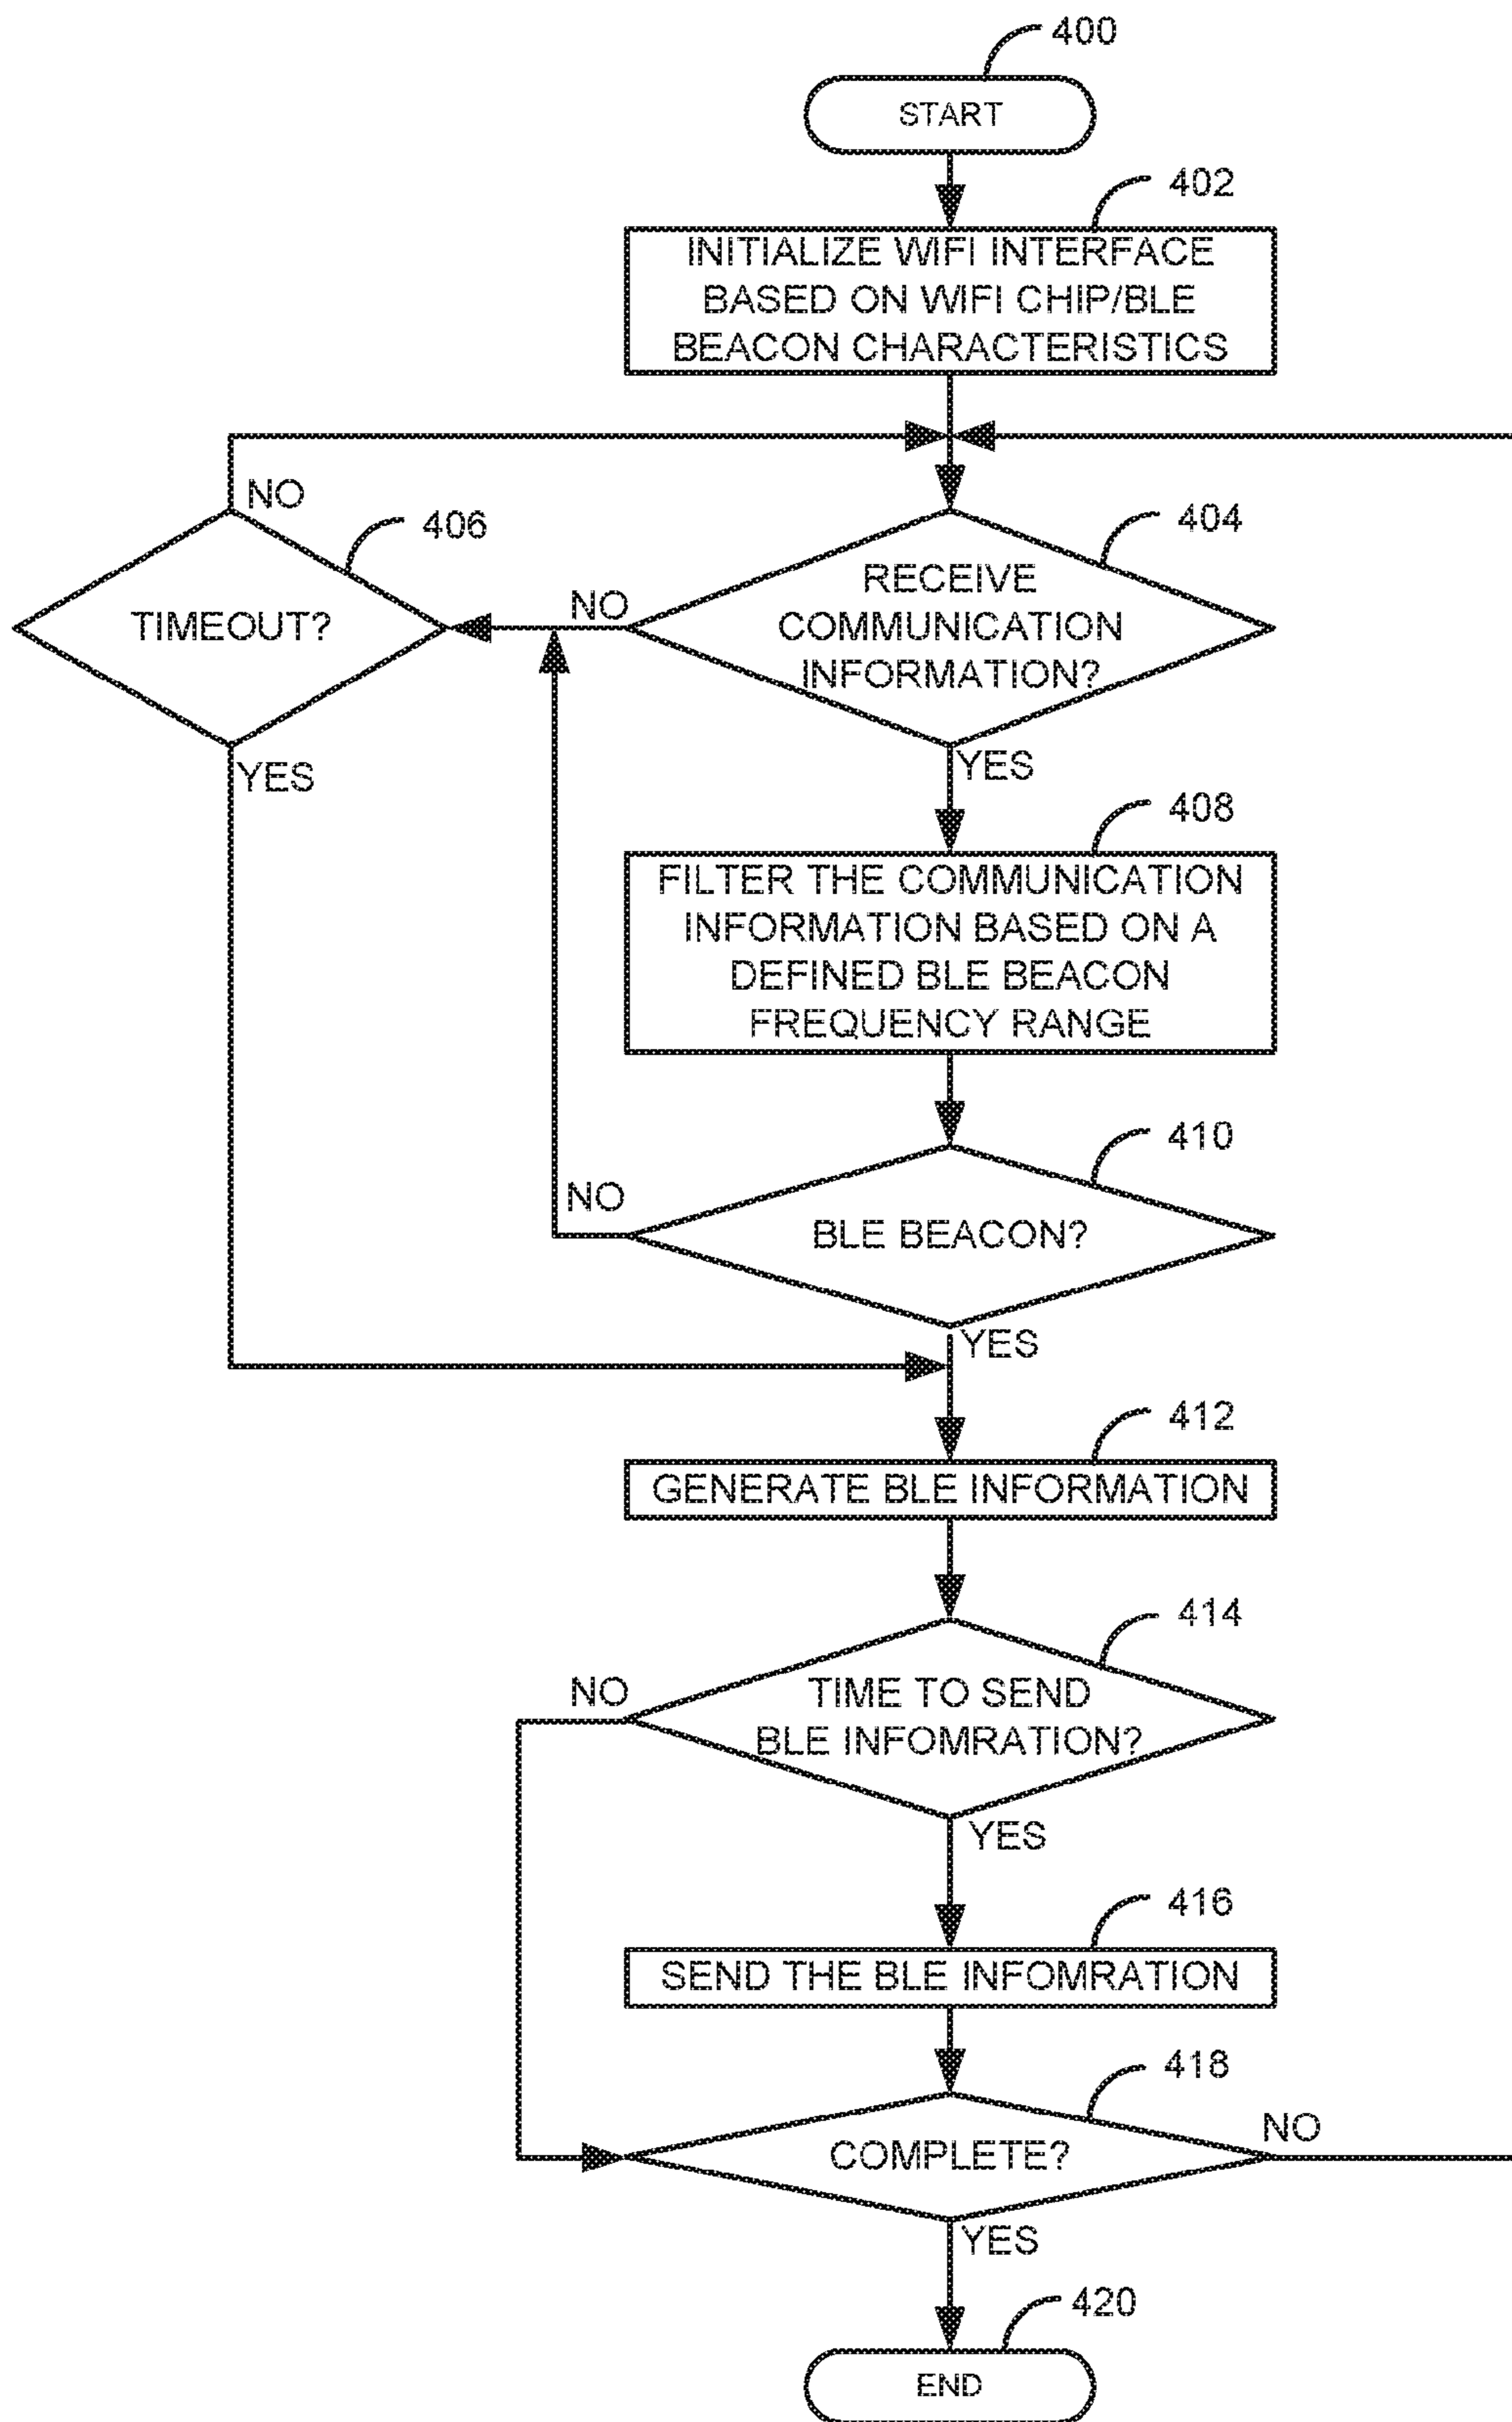 400
START
402
INITIALIZE WIFI INTERFACE
BASED ON WIFI CHIP/BLE
BEACON CHARACTERISTICS
NO
406
404
TIMEOUT?
NO
RECEIVE
COMMUNICATION
INFORMATION?
YES
YES
408
FILTER THE COMMUNICATION
INFORMATION BASED ON A
DEFINED BLE BEACON
FREQUENCY RANGE
410
NO
BLE BEACON?
YES
412
GENERATE BLE INFORMATION
414
NO
TIME TO SEND
BLE INFOMRATION?
YES
416
SEND THE BLE INFOMRATION
418
NO
COMPLETE?
YES
420
END